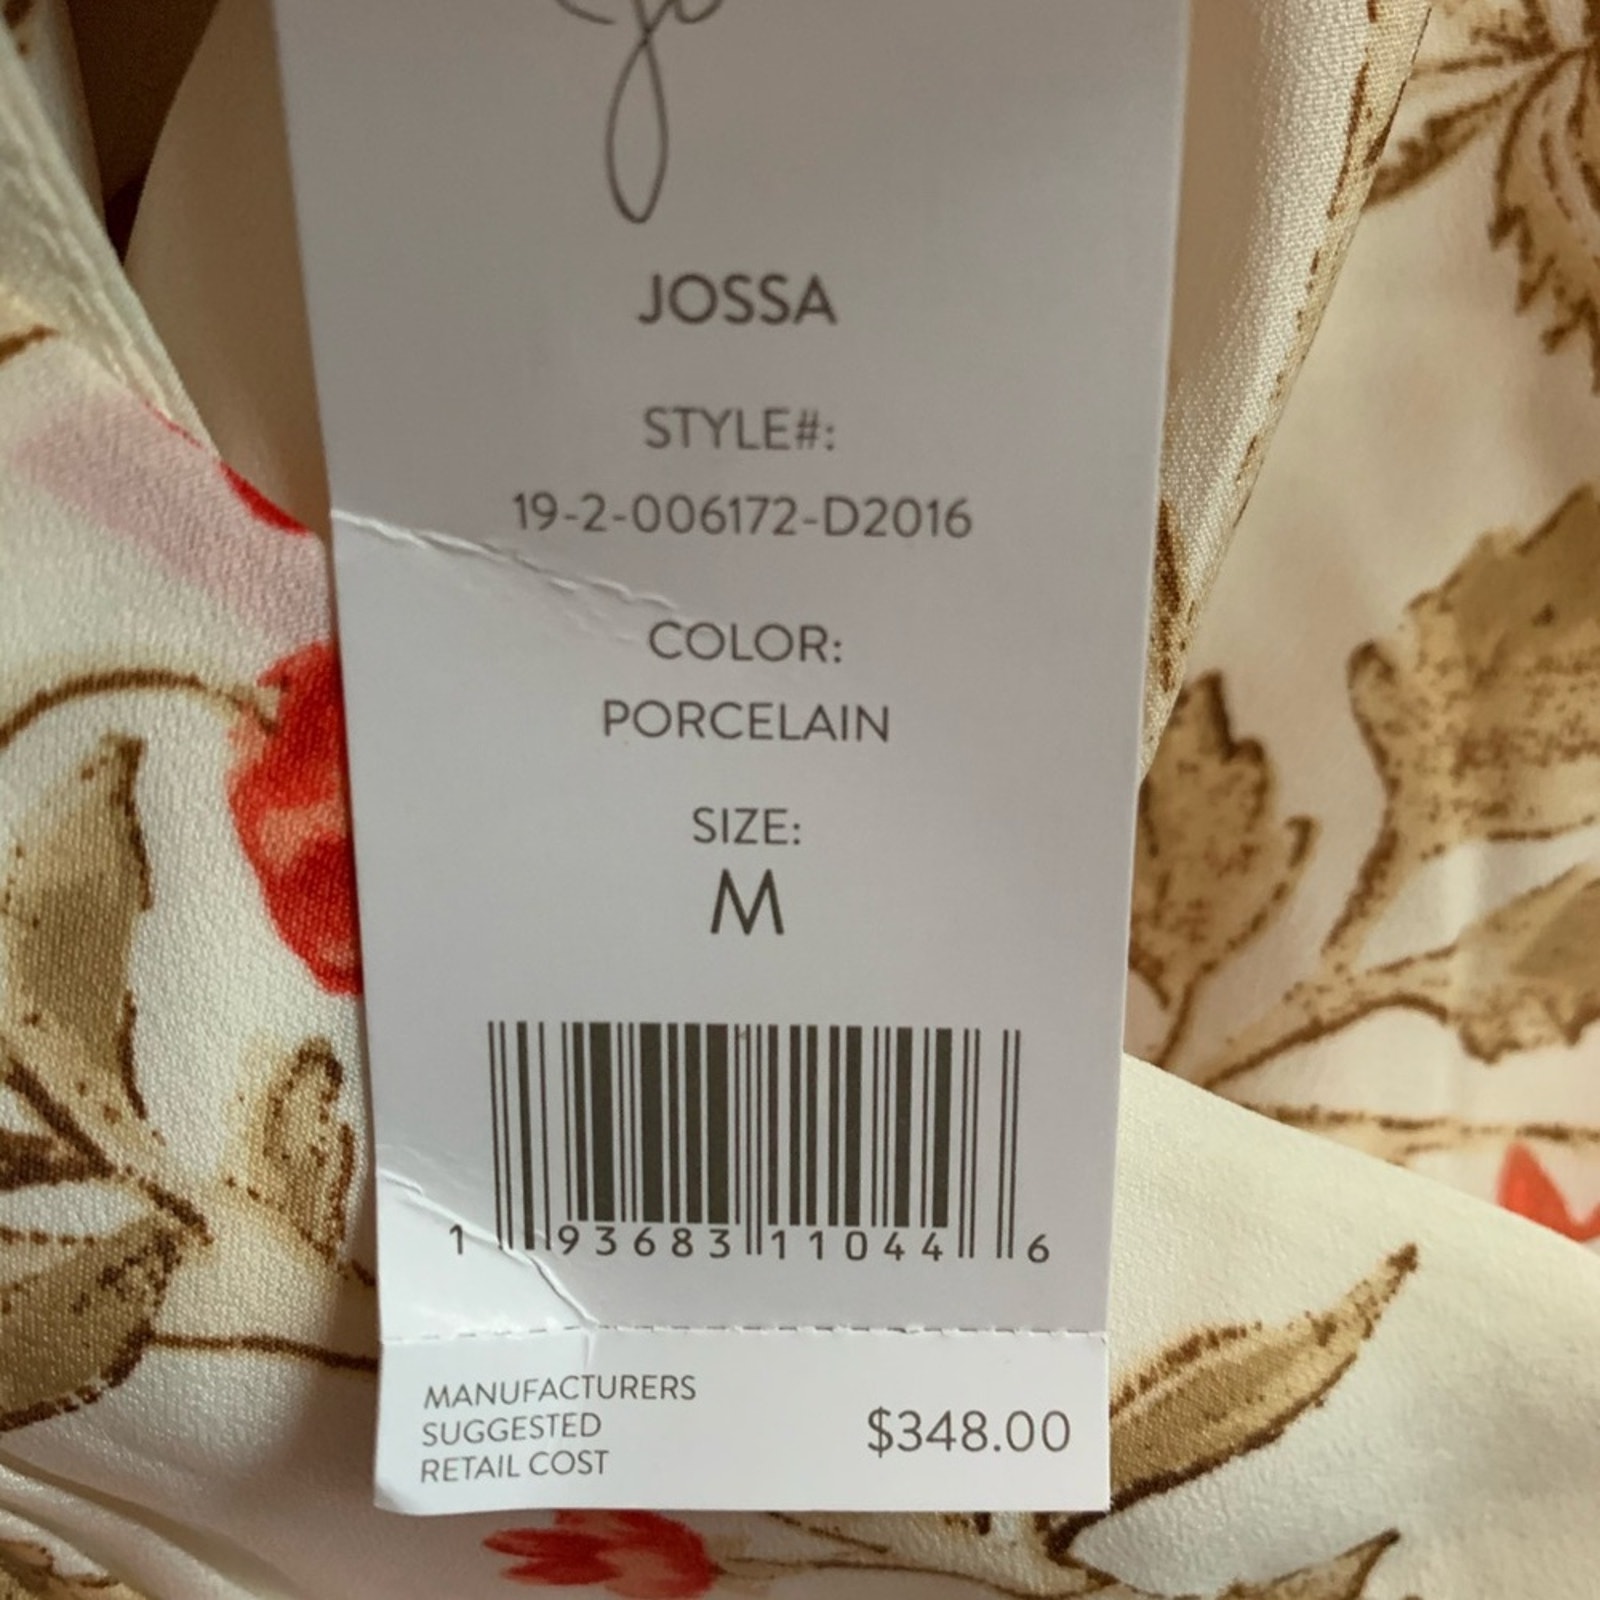 JOSSA
STYLE#:
19-2-006172-D2016
COLOR:
PORCELAIN
SIZE:
M
1 93683 11044 6
MANUFACTURERS
SUGGESTED
RETAIL COST
$348.00